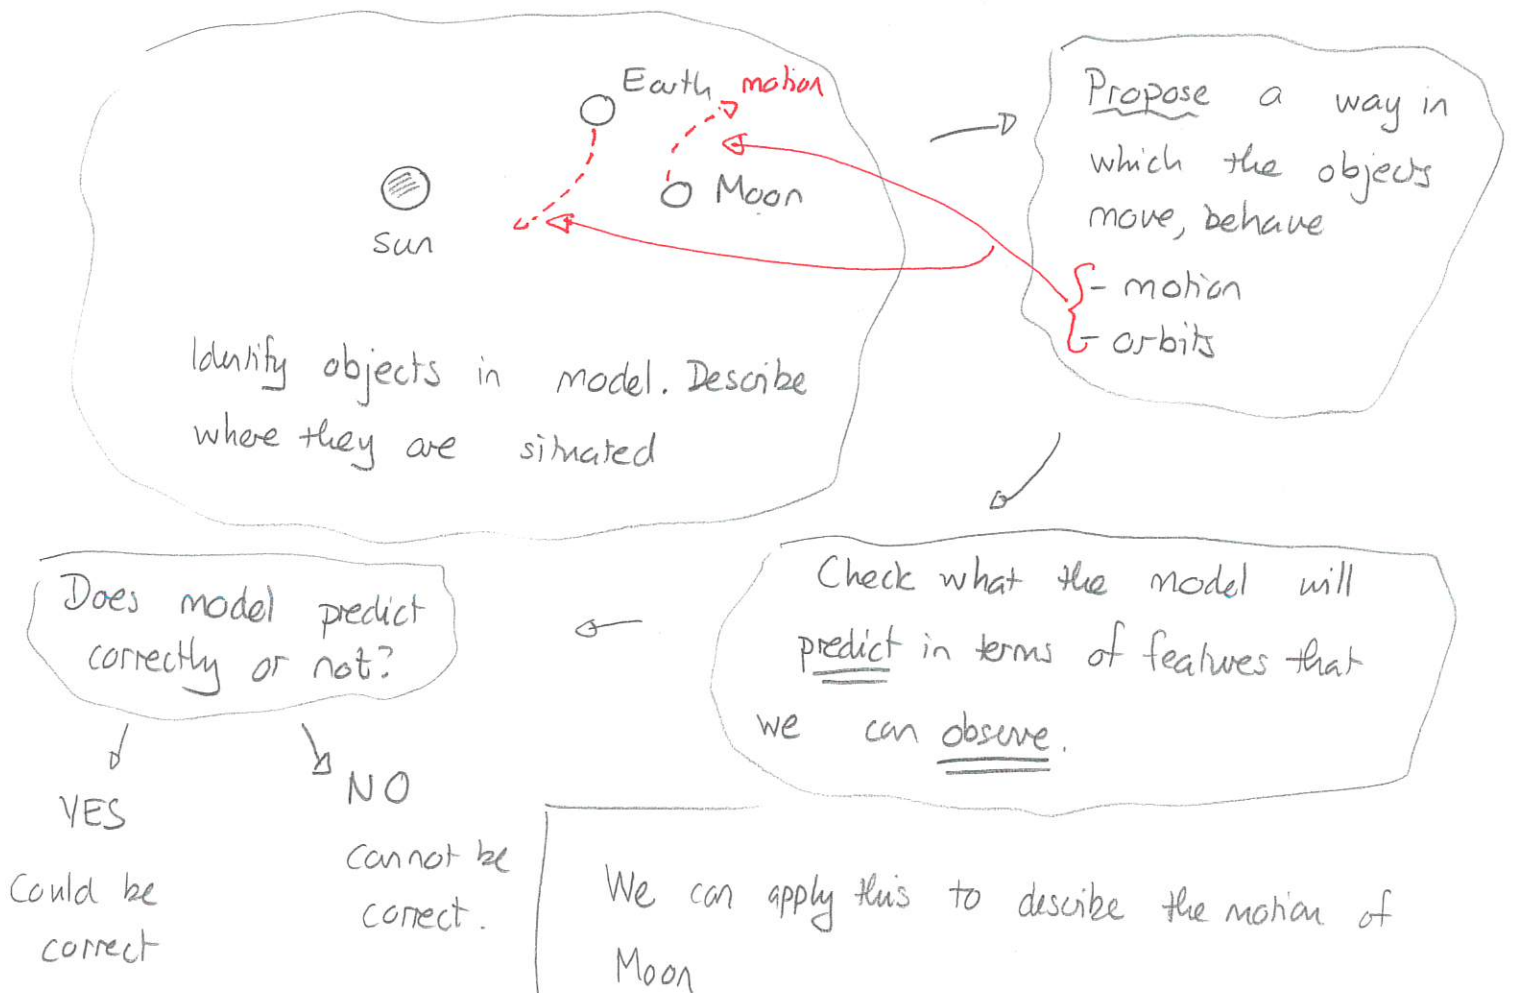 Earth motion
Moon
Sun
Identify objects in model. Describe
where they are situated
Propose a way in
which the objects
move, behave
- motion
- orbits
Check what the model will
predict in terms of features that
we can observe.
Does model predict
correctly or not?
YES
Could be
correct
NO
Cannot be
correct.
We can apply this to describe the motion of
Moon